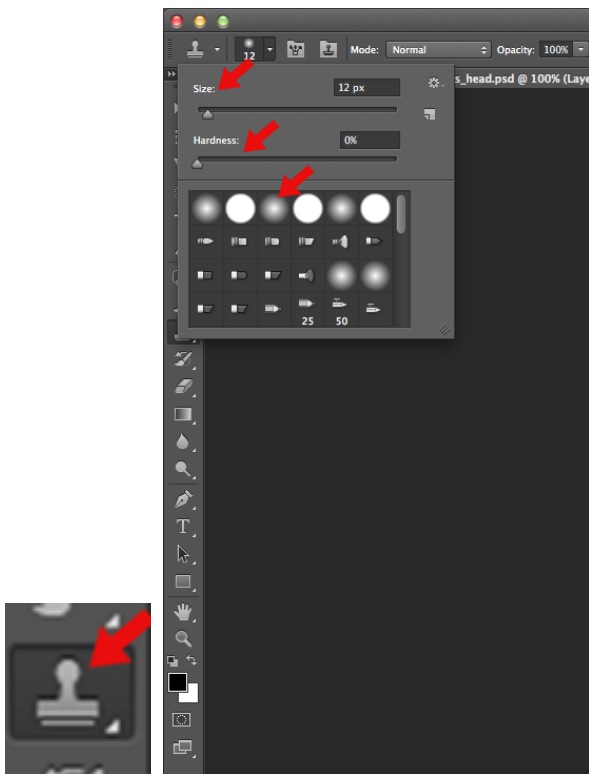 12
Mode: Normal Opacity: 100%
s_head.psd @ 100% (Laye
Size: 12 px
Hardness: 0%
25 50
T